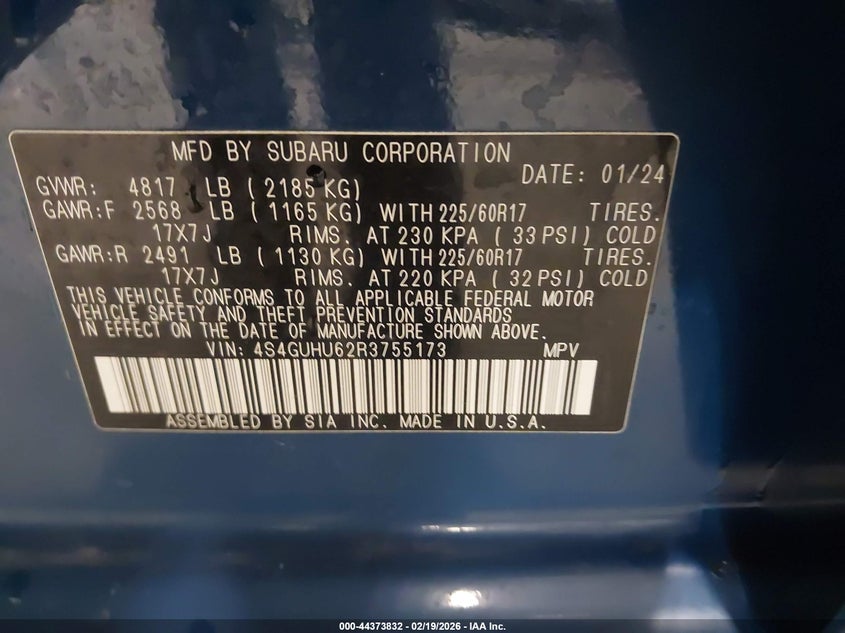 MFD BY SUBARU CORPORATION
DATE: 01/24
GVWR: 4817 LB ( 2185 KG)
GAWR:F 2568 LB ( 1165 KG) WITH 225/60R17 TIRES.
17X7J RIMS. AT 230 KPA ( 33 PSI) COLD
GAWR:R 2491 LB ( 1130 KG) WITH 225/60R17 TIRES.
17X7J RIMS. AT 220 KPA ( 32 PSI) COLD
THIS VEHICLE CONFORMS TO ALL APPLICABLE FEDERAL MOTOR
VEHICLE SAFETY AND THEFT PREVENTION STANDARDS
IN EFFECT ON THE DATE OF MANUFACTURE SHOWN ABOVE.
VIN: 4S4GUHU62R3755173 MPV
ASSEMBLED BY SIA INC. MADE IN U.S.A.
000-44373832 - 02/19/2026 - IAA Inc.